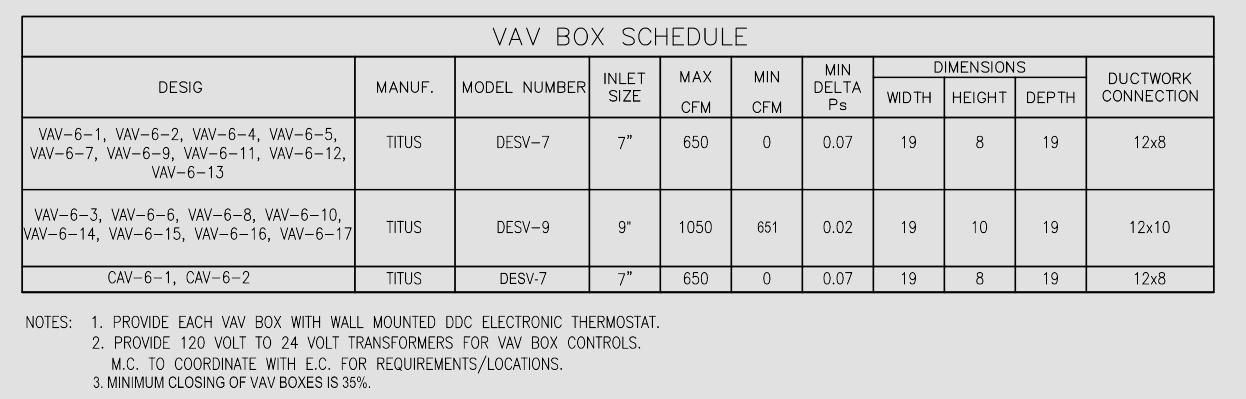 VAV BOX SCHEDULE
DESIG MANUF. MODEL NUMBER INLET SIZE MAX CFM MIN CFM MIN DELTA Ps DIMENSIONS WIDTH HEIGHT DEPTH DUCTWORK CONNECTION
VAV-6-1, VAV-6-2, VAV-6-4, VAV-6-5,
VAV-6-7, VAV-6-9, VAV-6-11, VAV-6-12,
VAV-6-13
TITUS DESV-7 7" 650 0 0.07 19 8 19 12x8
VAV-6-3, VAV-6-6, VAV-6-8, VAV-6-10,
VAV-6-14, VAV-6-15, VAV-6-16, VAV-6-17
TITUS DESV-9 9" 1050 651 0.02 19 10 19 12x10
CAV-6-1, CAV-6-2 TITUS DESV-7 7" 650 0 0.07 19 8 19 12x8
NOTES: 1. PROVIDE EACH VAV BOX WITH WALL MOUNTED DDC ELECTRONIC THERMOSTAT.
2. PROVIDE 120 VOLT TO 24 VOLT TRANSFORMERS FOR VAV BOX CONTROLS.
M.C. TO COORDINATE WITH E.C. FOR REQUIREMENTS/LOCATIONS.
3. MINIMUM CLOSING OF VAV BOXES IS 35%.